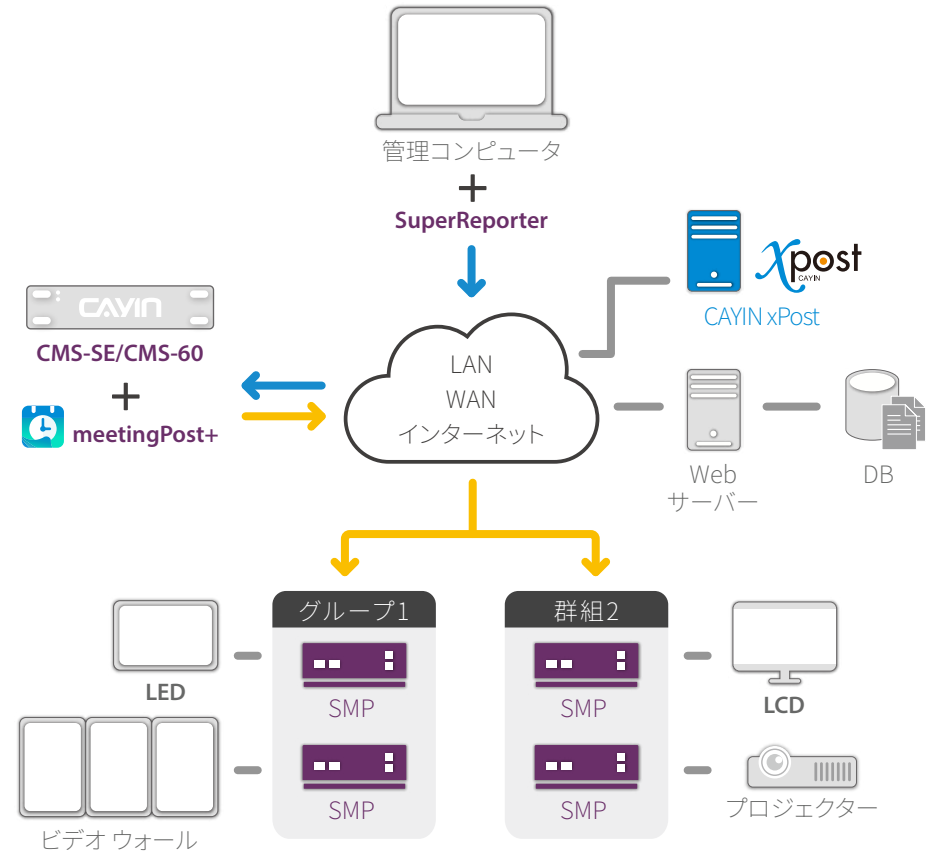 管理コンピュータ
+
SuperReporter
xpost
CAYIN
CAYIN xPost
CAYIN
CMS-SE/CMS-60
+
meetingPost+
LAN
WAN
インターネット
Web
サーバー
DB
グループ1
SMP
SMP
群組2
SMP
SMP
LED
ビデオ ウォール
LCD
プロジェクター